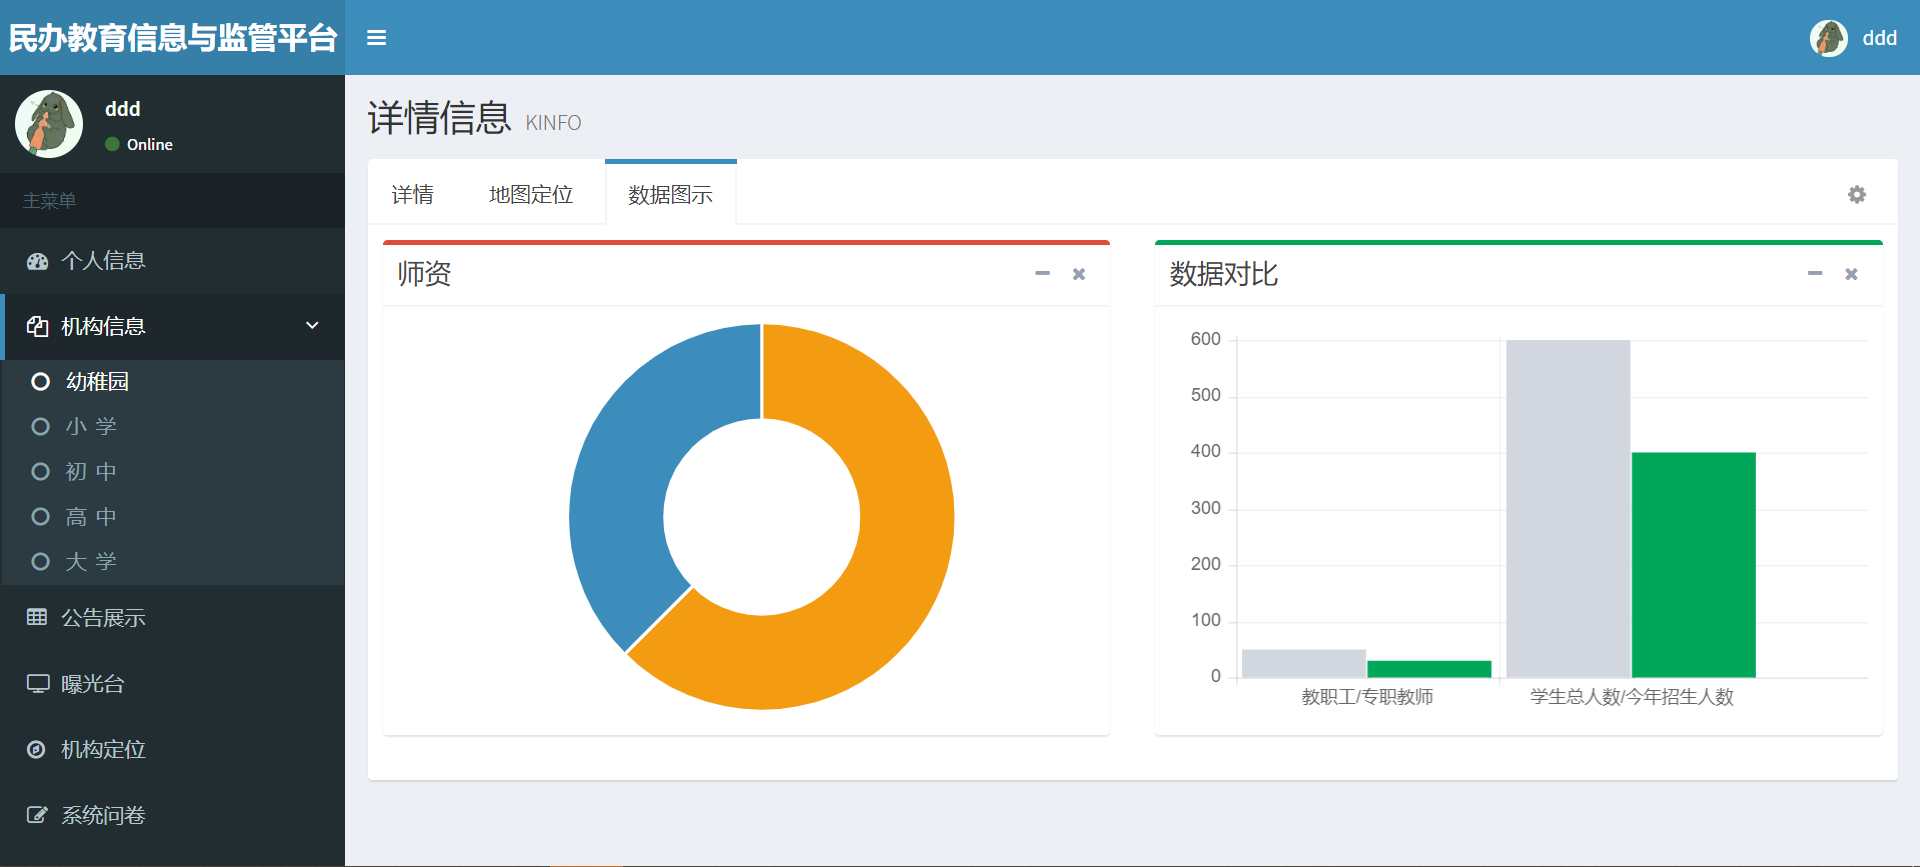 民办教育信息与监管平台
ddd
ddd
Online
主菜单
个人信息
机构信息
幼稚园
小 学
初 中
高 中
大 学
公告展示
曝光台
机构定位
系统问卷
详情信息 KINFO
详情 地图定位 数据图示
师资
数据对比
600
500
400
300
200
100
0
教职工/专职教师 学生总人数/今年招生人数